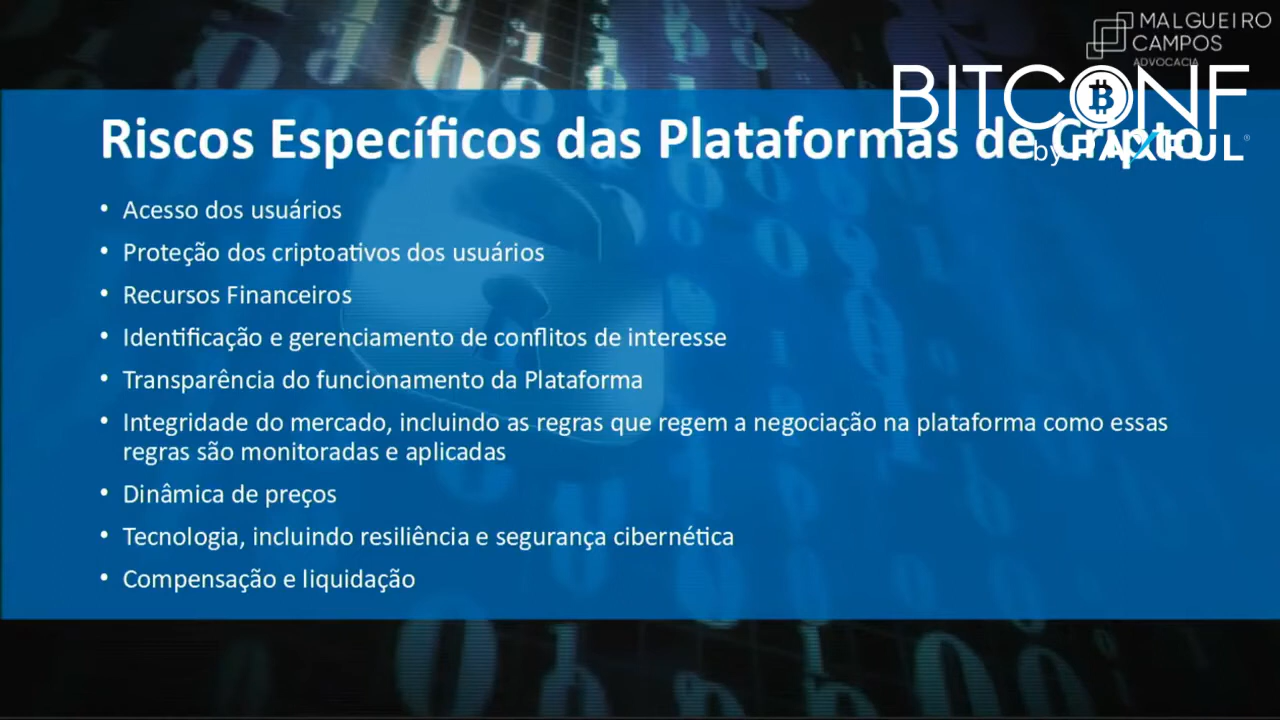 MALGUEIRO
CAMPOS
ADVOCACIA
BITCONF
by PAXFUL
Riscos Específicos das Plataformas de Cripto
• Acesso dos usuários
• Proteção dos criptoativos dos usuários
• Recursos Financeiros
• Identificação e gerenciamento de conflitos de interesse
• Transparência do funcionamento da Plataforma
• Integridade do mercado, incluindo as regras que regem a negociação na plataforma como essas
regras são monitoradas e aplicadas
• Dinâmica de preços
• Tecnologia, incluindo resiliência e segurança cibernética
• Compensação e liquidação